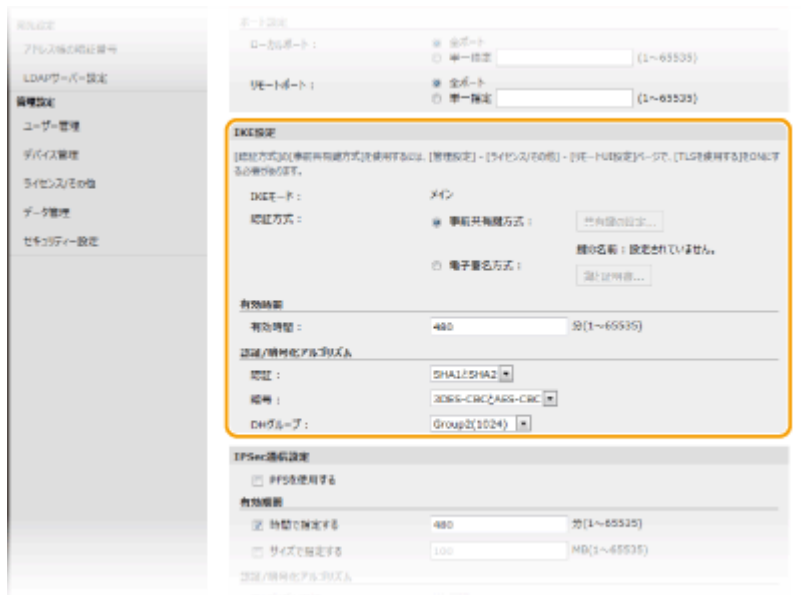 環境設定
アドレス帳の暗証番号
LDAPサーバー設定
管理設定
ユーザー管理
デバイス管理
ライセンス/その他
データ管理
セキュリティー設定
ポート設定
ローカルポート：
全ポート
単一指定 (1～65535)
リモートポート：
全ポート
単一指定 (1～65535)
IKE設定
[認証方式]の[事前共有鍵方式]を使用するには、[管理設定] - [ライセンス/その他] - [リモートUI設定]ページで、[TLSを使用する]をONにす
る必要があります。
IKEモード： メイン
認証方式：
事前共有鍵方式： 共有鍵の設定...
鍵の名前：設定されていません。
電子署名方式：
鍵と証明書...
有効時間
有効時間： 480 分(1～65535)
認証/暗号化アルゴリズム
認証： SHA1とSHA2
暗号： 3DES-CBCとAES-CBC
DHグループ： Group2(1024)
IPSec通信設定
PFSを使用する
有効範囲
時間で指定する 480 分(1～65535)
サイズで指定する 100 MB(1～65535)
認証/暗号化アルゴリズム